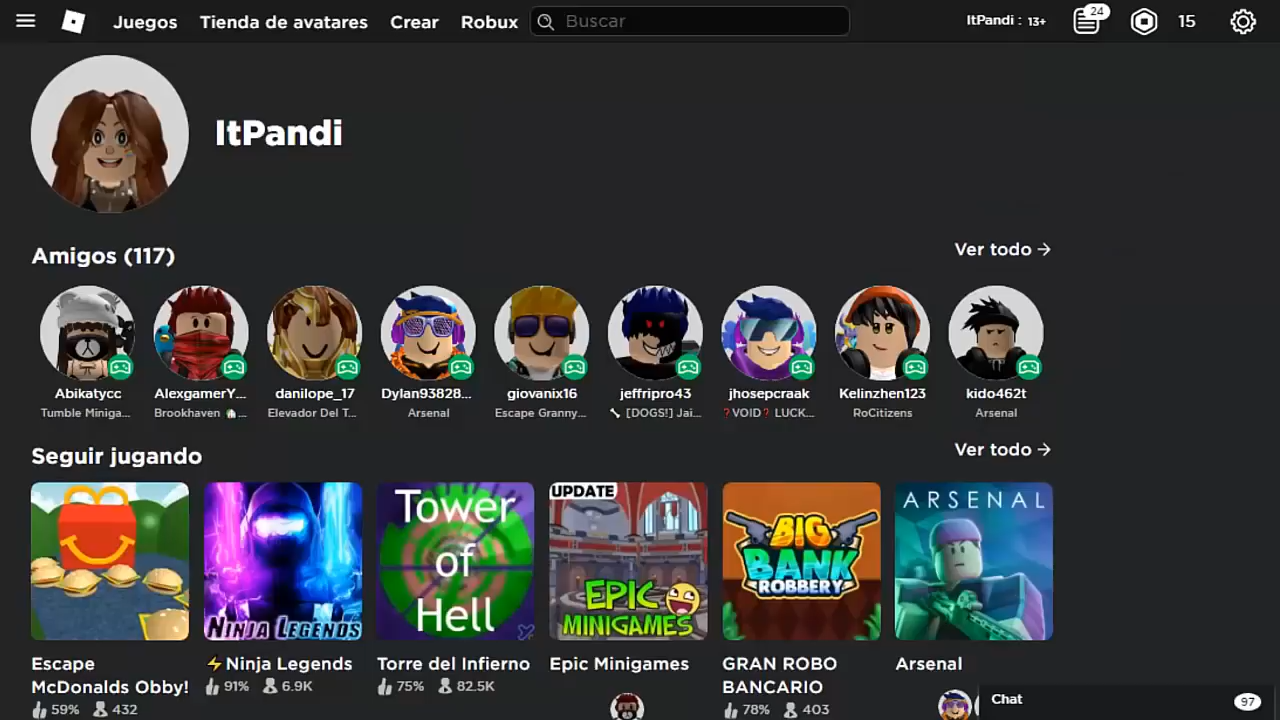 Juegos Tienda de avatares Crear Robux Buscar ItPandi : 13+ 24 15
ItPandi
Amigos (117) Ver todo →
Abikatycc AlexgamerY... danilope_17 Dylan93828... giovanix16 jeffripro43 jhosepcraak Kelinzhen123 kido462t
Tumble Miniga... Brookhaven 🏠... Elevador Del T... Arsenal Escape Granny... 🦴 [DOGS!] Jai... ❓VOID❓ LUCK... RoCitizens Arsenal
Seguir jugando Ver todo →
NINJA LEGENDS
Tower
of
Hell
UPDATE
EPIC
MINIGAMES
BIG
BANK
ROBBERY
ARSENAL
Escape ⚡Ninja Legends Torre del Infierno Epic Minigames GRAN ROBO Arsenal
McDonalds Obby! 91% 6.9K 75% 82.5K BANCARIO
59% 432 78% 403
Chat 97